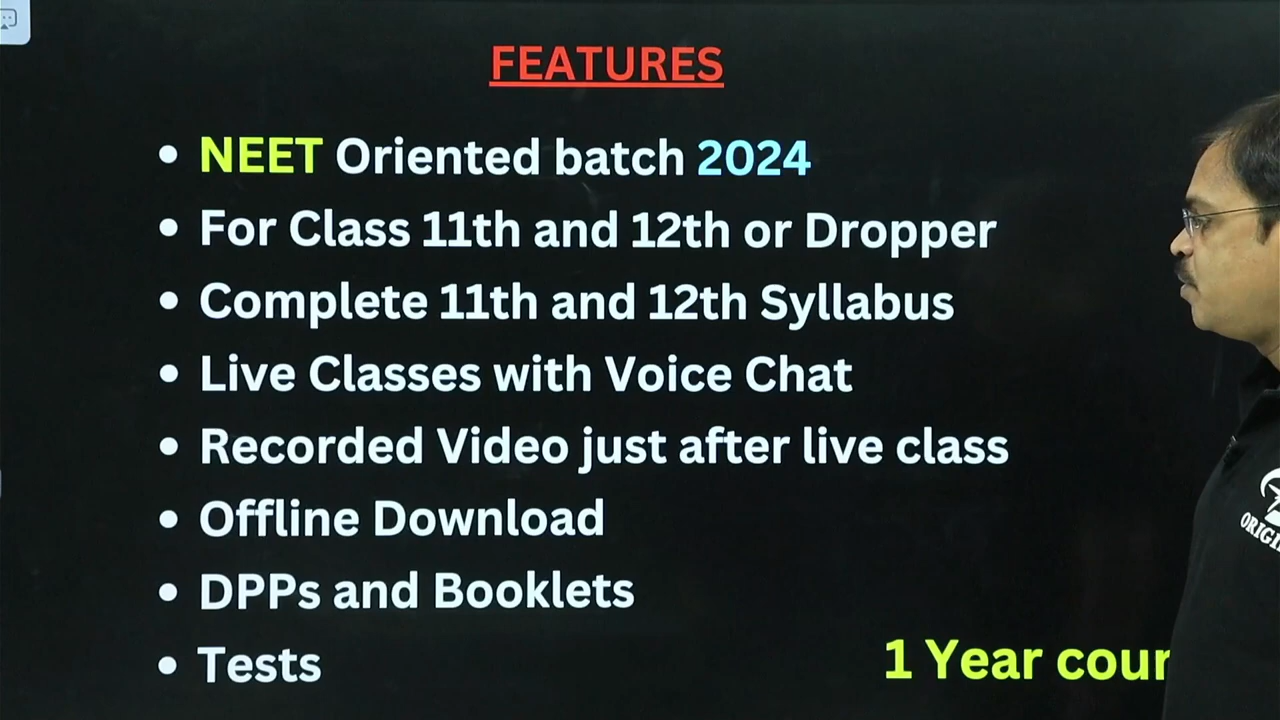 FEATURES
• NEET Oriented batch 2024
• For Class 11th and 12th or Dropper
• Complete 11th and 12th Syllabus
• Live Classes with Voice Chat
• Recorded Video just after live class
• Offline Download
• DPPs and Booklets
• Tests
1 Year